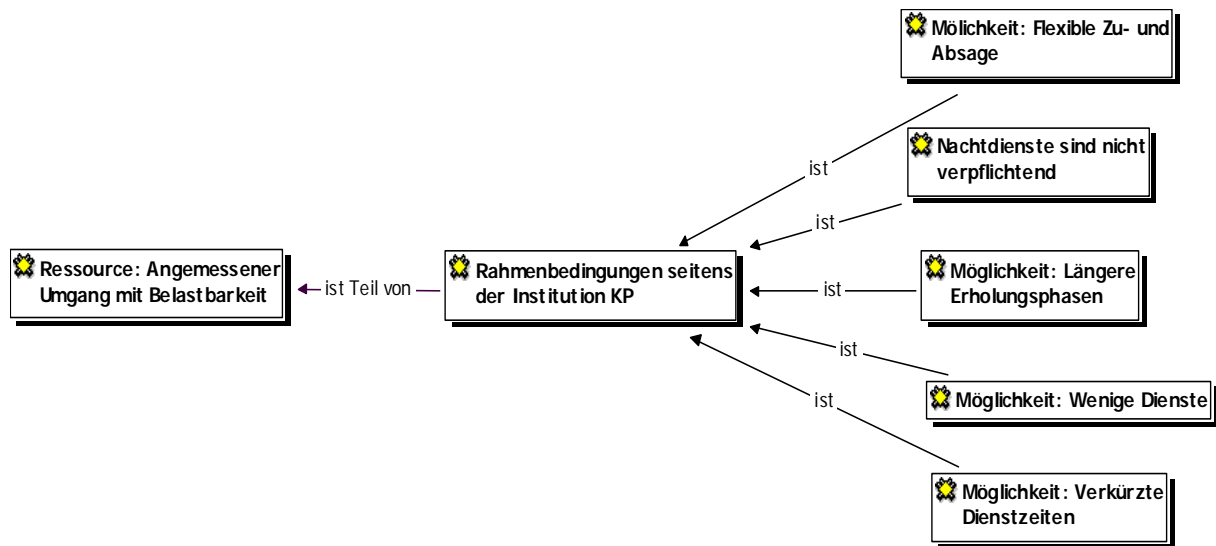 Mölichkeit: Flexible Zu- und
Absage
Nachtdienste sind nicht
verpflichtend
ist
ist
Ressource: Angemessener
Umgang mit Belastbarkeit
ist Teil von
Rahmenbedingungen seitens
der Institution KP
ist
Möglichkeit: Längere
Erholungsphasen
ist
Möglichkeit: Wenige Dienste
ist
Möglichkeit: Verkürzte
Dienstzeiten